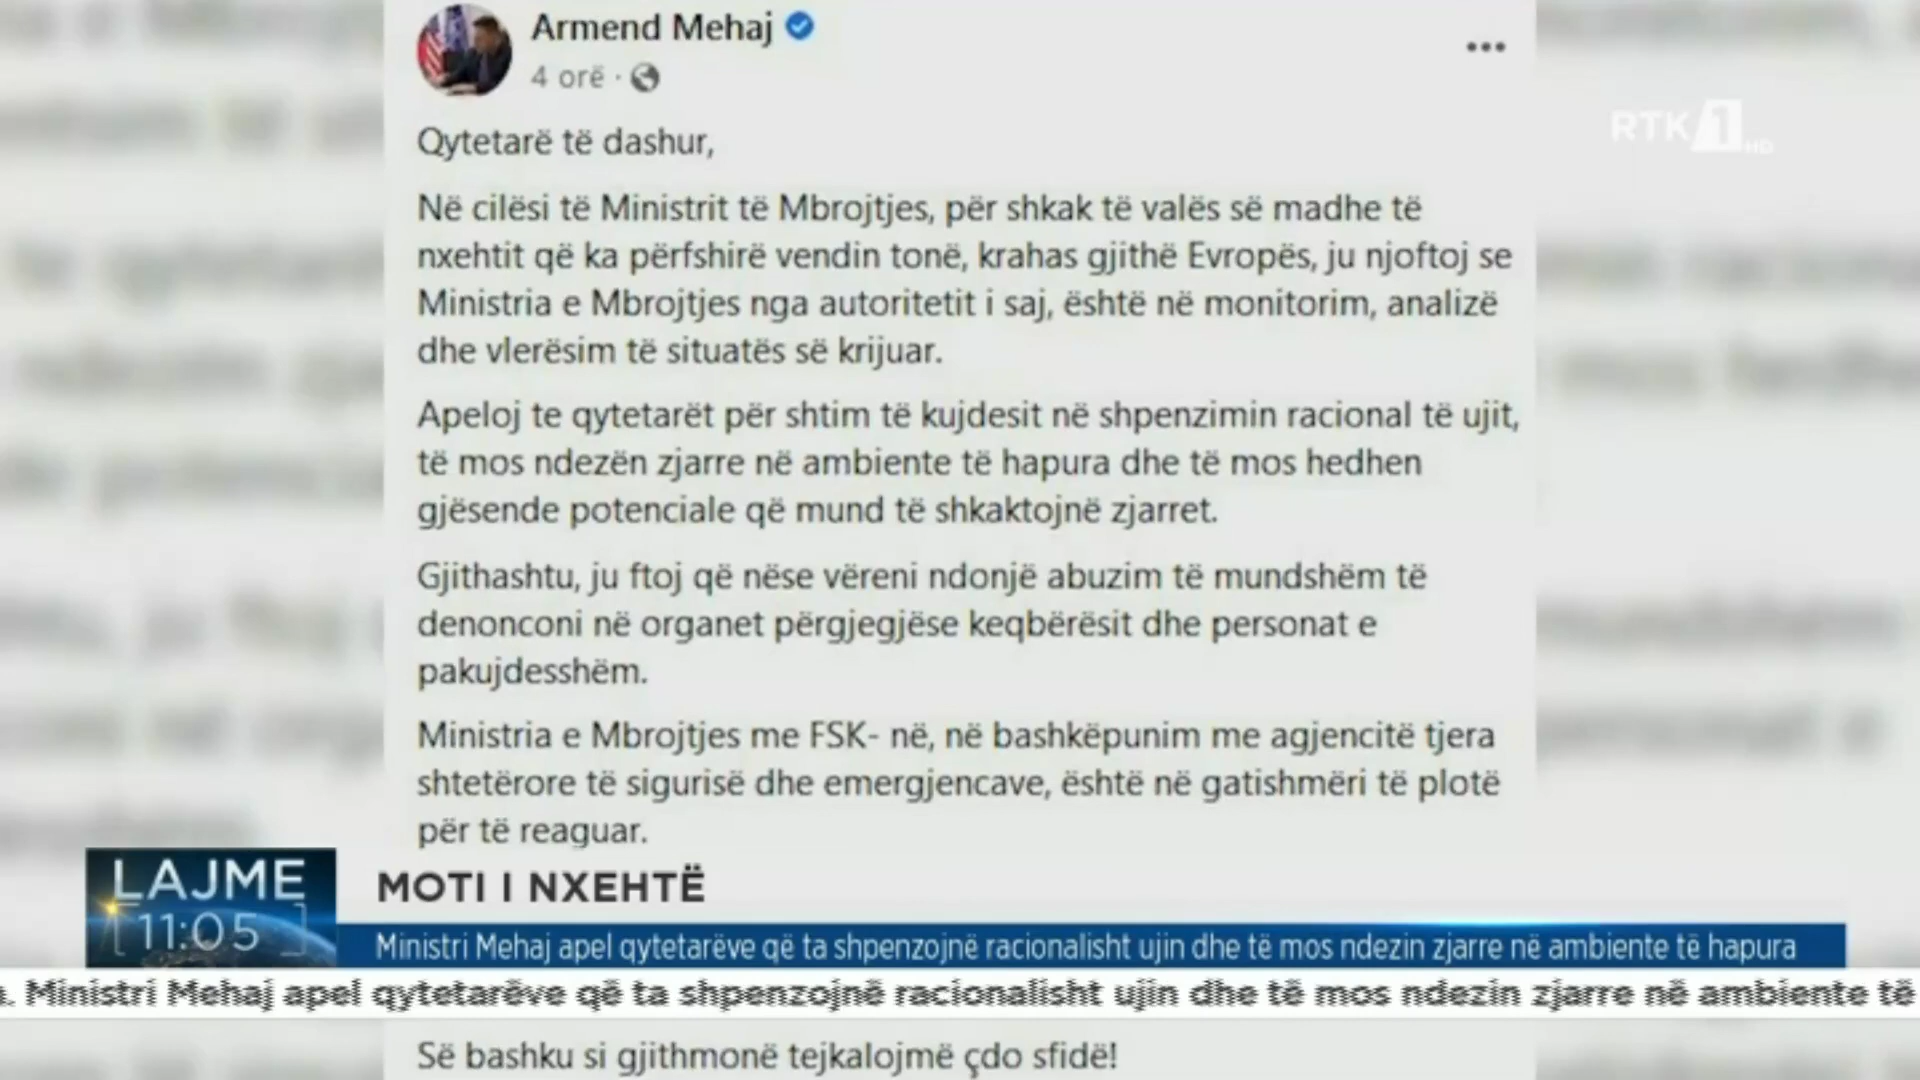 Armend Mehaj
4 orë ·
RTK 1 HD
Qytetarë të dashur,
Në cilësi të Ministrit të Mbrojtjes, për shkak të valës së madhe të
nxehtit që ka përfshirë vendin tonë, krahas gjithë Evropës, ju njoftoj se
Ministria e Mbrojtjes nga autoritetit i saj, është në monitorim, analizë
dhe vlerësim të situatës së krijuar.
Apeloj te qytetarët për shtim të kujdesit në shpenzimin racional të ujit,
të mos ndezën zjarre në ambiente të hapura dhe të mos hedhen
gjësende potenciale që mund të shkaktojnë zjarret.
Gjithashtu, ju ftoj që nëse vëreni ndonjë abuzim të mundshëm të
denonconi në organet përgjegjëse keqbërësit dhe personat e
pakujdesshëm.
Ministria e Mbrojtjes me FSK- në, në bashkëpunim me agjencitë tjera
shtetërore të sigurisë dhe emergjencave, është në gatishmëri të plotë
për të reaguar.
LAJME
11:05
MOTI I NXEHTË
Ministri Mehaj apel qytetarëve që ta shpenzojnë racionalisht ujin dhe të mos ndezin zjarre në ambiente të hapura
. Ministri Mehaj apel qytetarëve që ta shpenzojnë racionalisht ujin dhe të mos ndezin zjarre në ambiente të
Së bashku si gjithmonë tejkalojmë çdo sfidë!